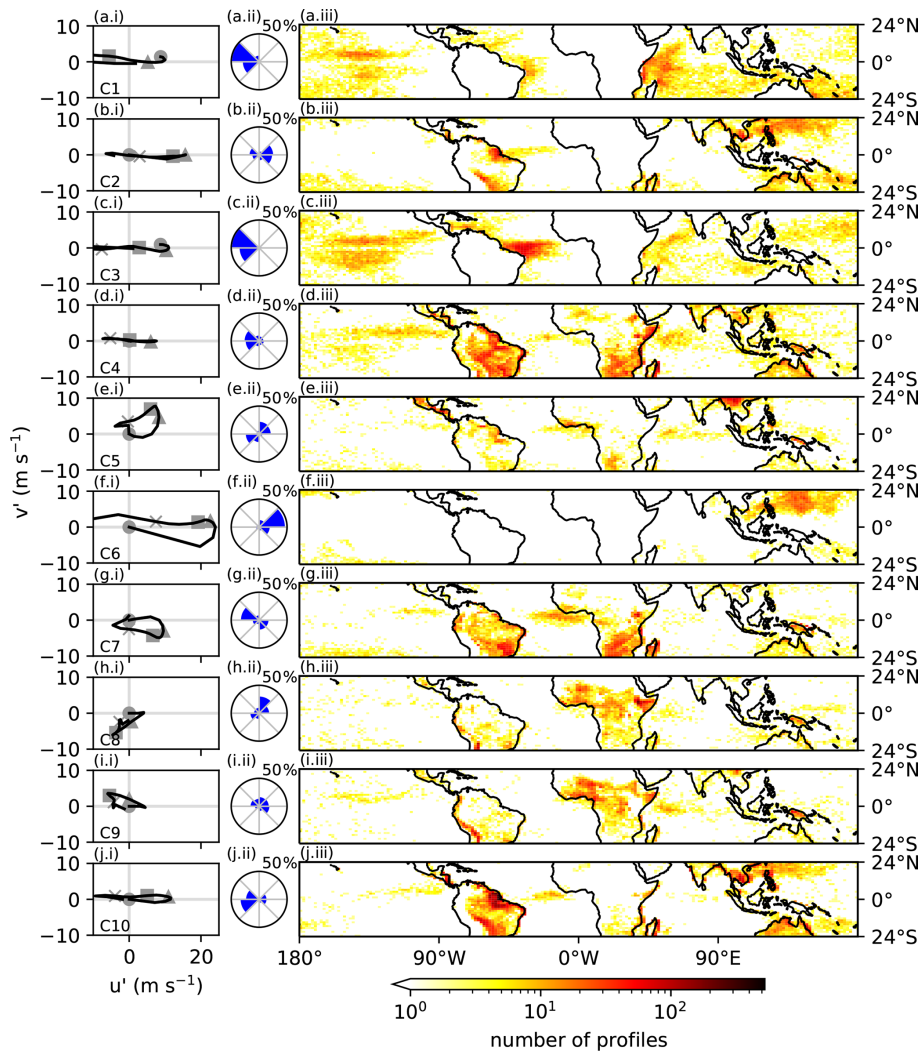 (a.i) (a.ii) 50% (a.iii)
10 24°N
0 0°
−10 C1 24°S
(b.i) (b.ii) 50% (b.iii)
10 24°N
0 0°
−10 C2 24°S
(c.i) (c.ii) 50% (c.iii)
10 24°N
0 0°
−10 C3 24°S
(d.i) (d.ii) 50% (d.iii)
10 24°N
0 0°
−10 C4 24°S
(e.i) (e.ii) 50% (e.iii)
10 24°N
0 0°
−10 C5 24°S
v' (m s⁻¹)
(f.i) (f.ii) 50% (f.iii)
10 24°N
0 0°
−10 C6 24°S
(g.i) (g.ii) 50% (g.iii)
10 24°N
0 0°
−10 C7 24°S
(h.i) (h.ii) 50% (h.iii)
10 24°N
0 0°
−10 C8 24°S
(i.i) (i.ii) 50% (i.iii)
10 24°N
0 0°
−10 C9 24°S
(j.i) (j.ii) 50% (j.iii)
10 24°N
0 0°
−10 C10 24°S
0 20 180° 90°W 0°W 90°E
u' (m s⁻¹)
10⁰ 10¹ 10²
number of profiles